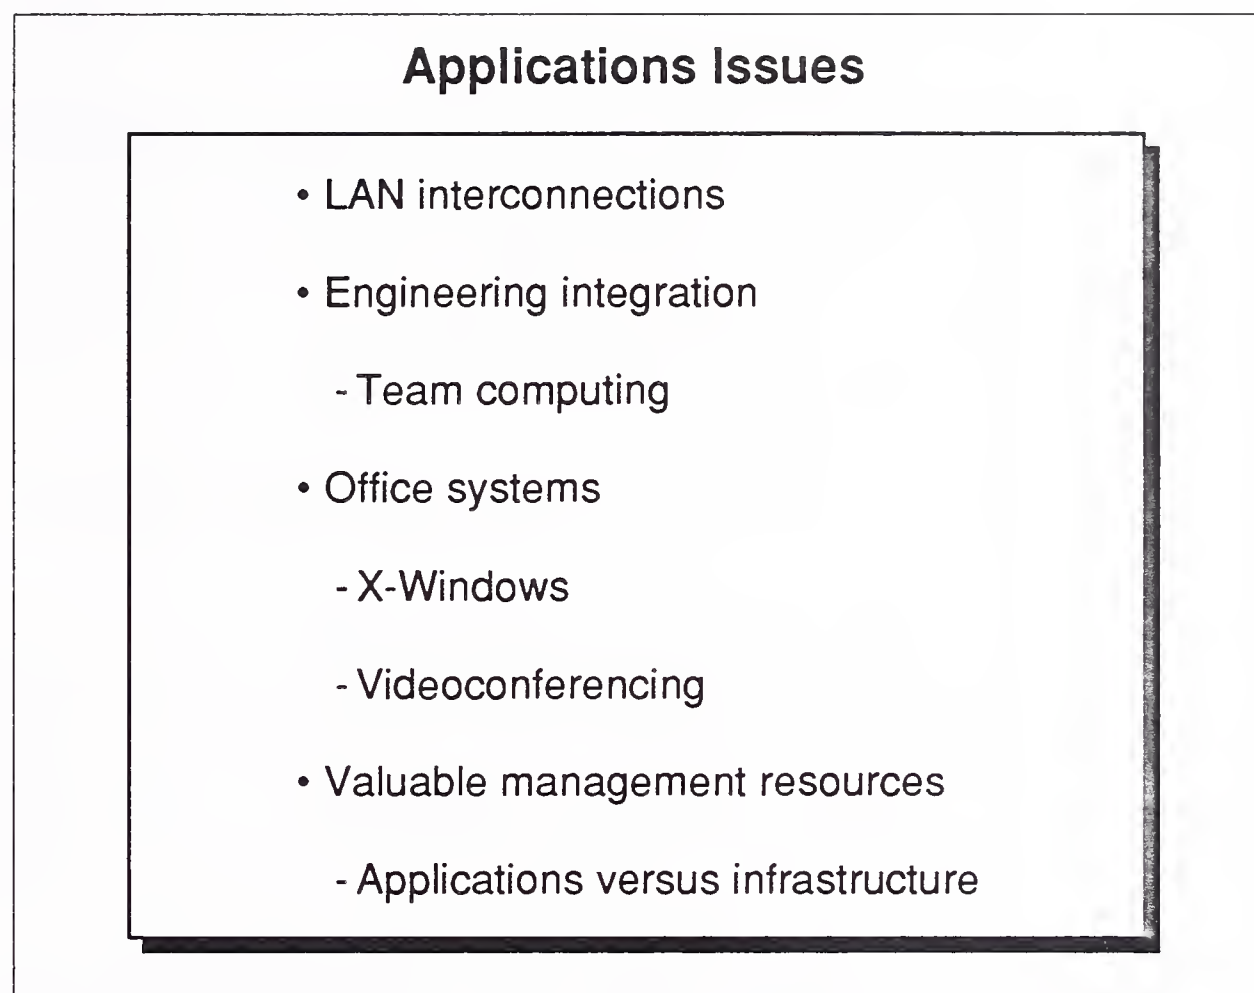 Applications Issues
• LAN interconnections
• Engineering integration
- Team computing
• Office systems
- X-Windows
- Videoconferencing
• Valuable management resources
- Applications versus infrastructure